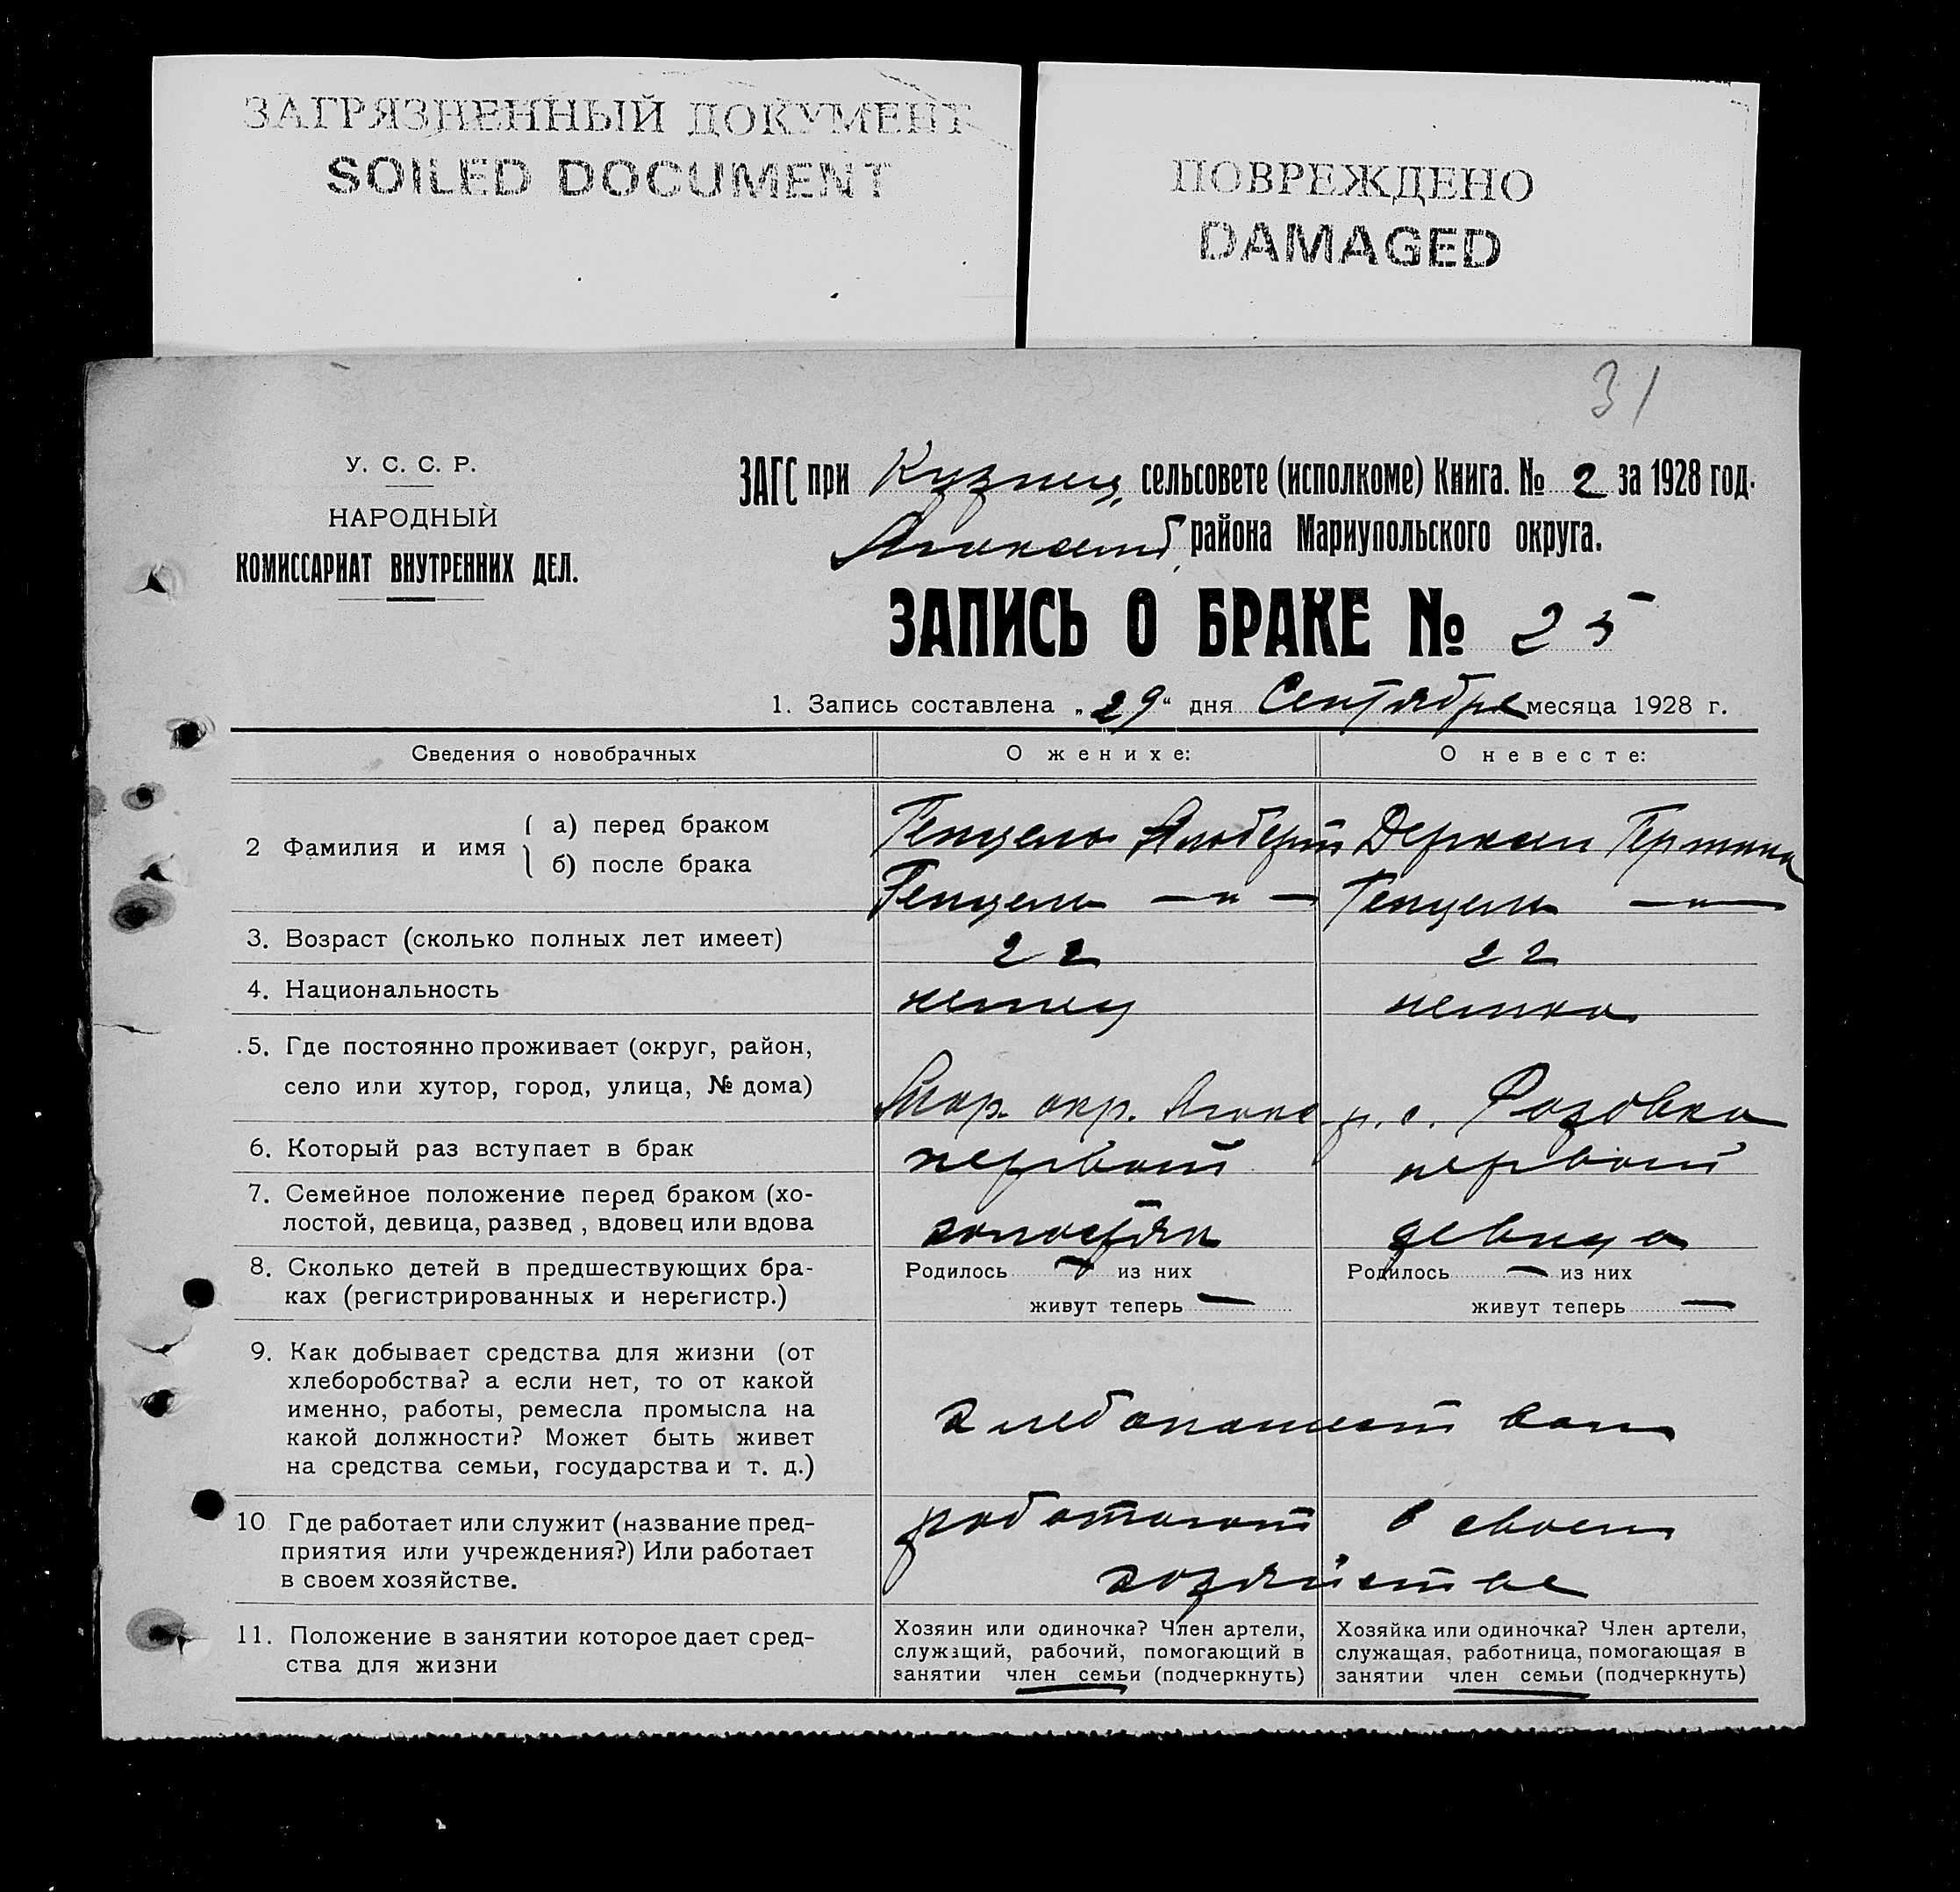 ЗАГРЯЗНЕННЫЙ ДОКУМЕНТ
SOILED DOCUMENT
ПОВРЕЖДЕНО
DAMAGED
31
У. С. С. Р.
НАРОДНЫЙ
КОМИССАРИАТ ВНУТРЕННИХ ДЕЛ.
ЗАГС при Кузнец. сельсовете (исполкоме) Книга. № 2 за 1928 год.
района Мариупольского округа.
ЗАПИСЬ О БРАКЕ № 25
1. Запись составлена „29“ дня Сентября месяца 1928 г.
Сведения о новобрачных О женихе: О невесте:
2 Фамилия и имя
а) перед браком Генцель Альберт
б) после брака Генцель — " — Генцель — " —
3. Возраст (сколько полных лет имеет) 22 22
4. Национальность немец немка
5. Где постоянно проживает (округ, район,
село или хутор, город, улица, № дома) Мар. окр. р. с. Розовка
6. Который раз вступает в брак первый первый
7. Семейное положение перед браком (хо-
лостой, девица, развед , вдовец или вдова холостяк девица
8. Сколько детей в предшествующих бра- Родилось — из них Родилось — из них
ках (регистрированных и нерегистр.) живут теперь — живут теперь —
9. Как добывает средства для жизни (от
хлеборобства? а если нет, то от какой
именно, работы, ремесла промысла на
какой должности? Может быть живет
на средства семьи, государства и т. д.)
хлебопашеством
10 Где работает или служит (название пред-
приятия или учреждения?) Или работает
в своем хозяйстве.
работают в своем
хозяйстве
11. Положение в занятии которое дает сред-
ства для жизни
Хозяин или одиночка? Член артели,
служащий, рабочий, помогающий в
занятии член семьи (подчеркнуть)
Хозяйка или одиночка? Член артели,
служащая, работница, помогающая в
занятии член семьи (подчеркнуть)